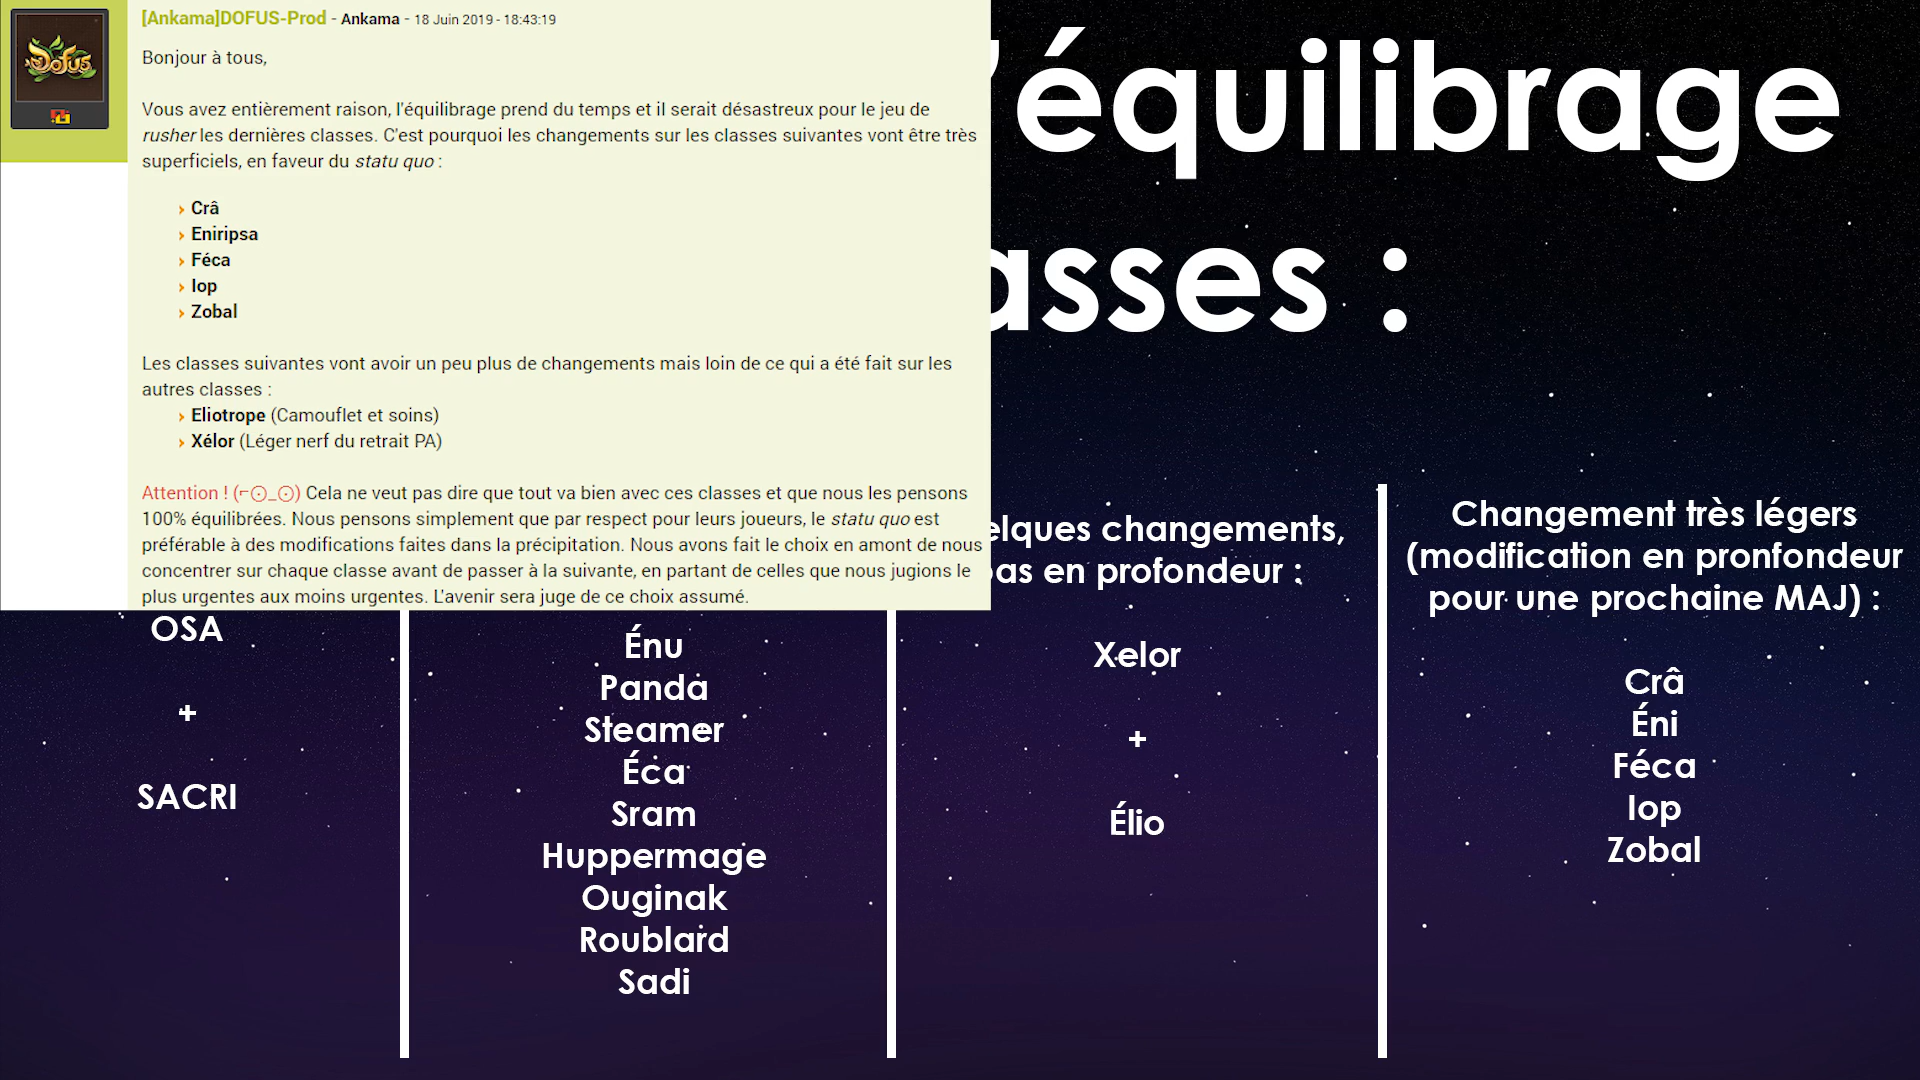 [Ankama]DOFUS-Prod - Ankama - 18 Juin 2019 - 18:43:19
Dofus
Bonjour à tous,
Vous avez entièrement raison, l'équilibrage prend du temps et il serait désastreux pour le jeu de
rusher les dernières classes. C'est pourquoi les changements sur les classes suivantes vont être très
superficiels, en faveur du statu quo :
› Crâ
› Eniripsa
› Féca
› Iop
› Zobal
Les classes suivantes vont avoir un peu plus de changements mais loin de ce qui a été fait sur les
autres classes :
› Eliotrope (Camouflet et soins)
› Xélor (Léger nerf du retrait PA)
Attention ! (⌐⊙_⊙) Cela ne veut pas dire que tout va bien avec ces classes et que nous les pensons
100% équilibrées. Nous pensons simplement que par respect pour leurs joueurs, le statu quo est
préférable à des modifications faites dans la précipitation. Nous avons fait le choix en amont de nous
concentrer sur chaque classe avant de passer à la suivante, en partant de celles que nous jugions le
plus urgentes aux moins urgentes. L'avenir sera juge de ce choix assumé.
'équilibrage
asses :
OSA
+
SACRI
Énu
Panda
Steamer
Éca
Sram
Huppermage
Ouginak
Roublard
Sadi
elques changements,
pas en profondeur :
Xelor
+
Élio
Changement très légers
(modification en pronfondeur
pour une prochaine MAJ) :
Crâ
Éni
Féca
Iop
Zobal